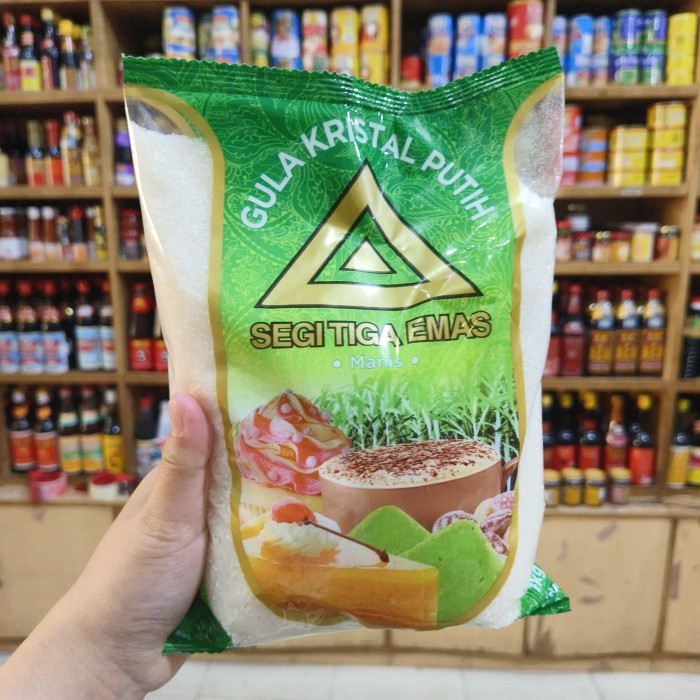 GULA KRISTAL PUTIH
SEGI TIGA EMAS
• Manis •